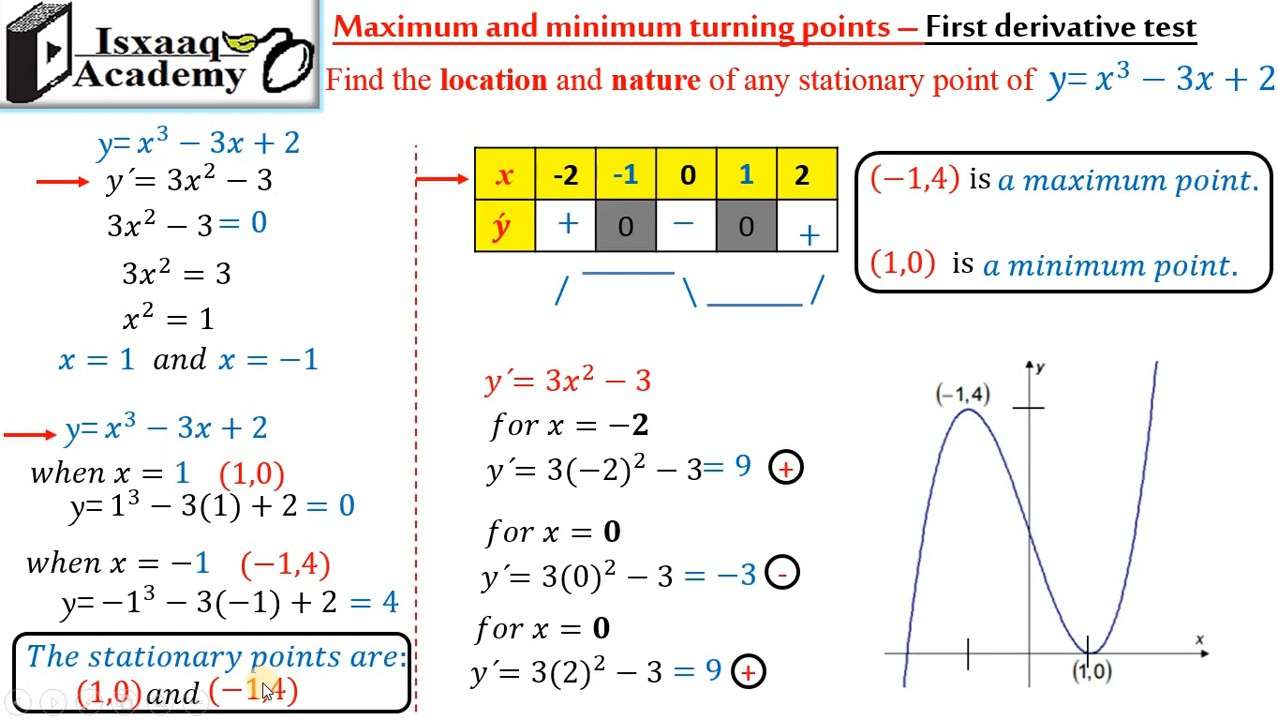 Isxaaq
Academy
Maximum and minimum turning points – First derivative test
Find the location and nature of any stationary point of y= x³ − 3x + 2
y= x³ − 3x + 2
y´= 3x² − 3
3x² − 3 = 0
3x² = 3
x² = 1
x = 1 and x = −1
y= x³ − 3x + 2
when x = 1 (1,0)
y= 1³ − 3(1) + 2 = 0
when x = −1 (−1,4)
y= −1³ − 3(−1) + 2 = 4
The stationary points are:
(1,0) and (−1,4)
x -2 -1 0 1 2
ý + 0 − 0 +
y´= 3x² − 3
for x = −2
y´= 3(−2)² − 3= 9 +
for x = 0
y´= 3(0)² − 3 = −3 -
for x = 0
y´= 3(2)² − 3 = 9 +
(−1,4) is a maximum point.
(1,0) is a minimum point.
y
(−1,4)
x
(1,0)